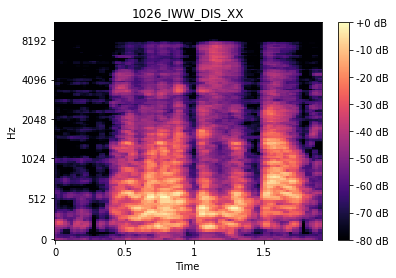 1026_IWW_DIS_XX
Hz
8192
4096
2048
1024
512
0
0
0.5
1
1.5
Time
+0 dB
-10 dB
-20 dB
-30 dB
-40 dB
-50 dB
-60 dB
-70 dB
-80 dB